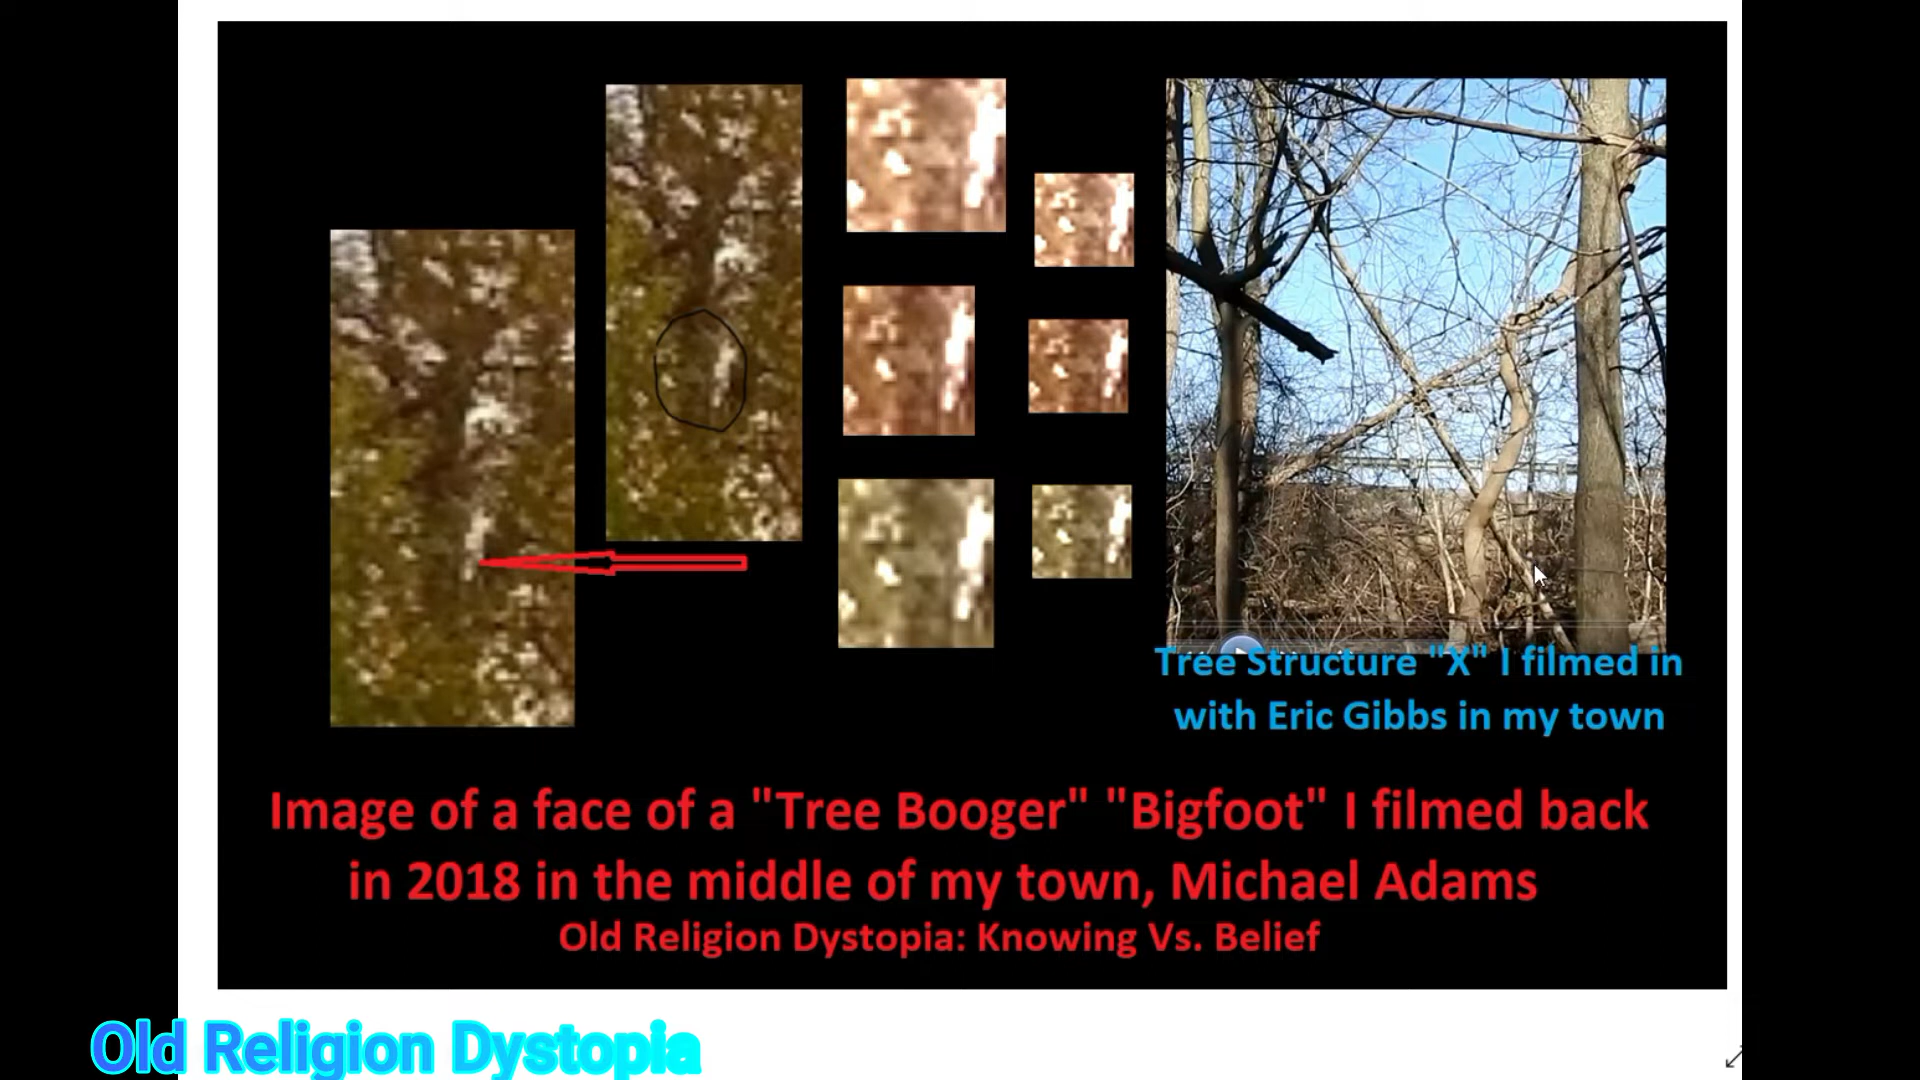 Tree Structure "X" I filmed in
with Eric Gibbs in my town
Image of a face of a "Tree Booger" "Bigfoot" I filmed back
in 2018 in the middle of my town, Michael Adams
Old Religion Dystopia: Knowing Vs. Belief
Old Religion Dystopia